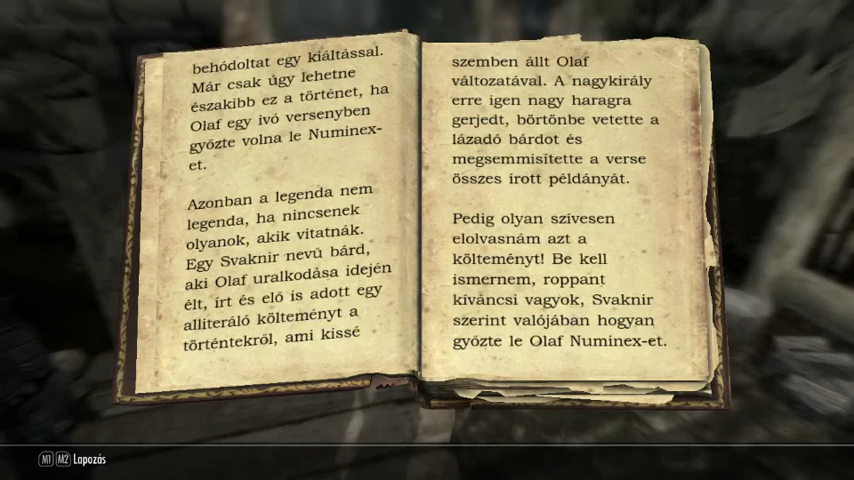 behódoltat egy kiáltással.
Már csak úgy lehetne
északibb ez a történet, ha
Olaf egy ivó versenyben
győzte volna le Numinex-
et.
Azonban a legenda nem
legenda, ha nincsenek
olyanok, akik vitatnák.
Egy Svaknir nevű bárd,
aki Olaf uralkodása idején
élt, írt és elő is adott egy
alliteráló költeményt a
történtekről, ami kissé
szemben állt Olaf
változatával. A nagykirály
erre igen nagy haragra
gerjedt, börtönbe vetette a
lázadó bárdot és
megsemmisítette a verse
összes írott példányát.
Pedig olyan szívesen
elolvasnám azt a
költeményt! Be kell
ismernem, roppant
kíváncsi vagyok, Svaknir
szerint valójában hogyan
győzte le Olaf Numinex-et.
M1 M2 Lapozás